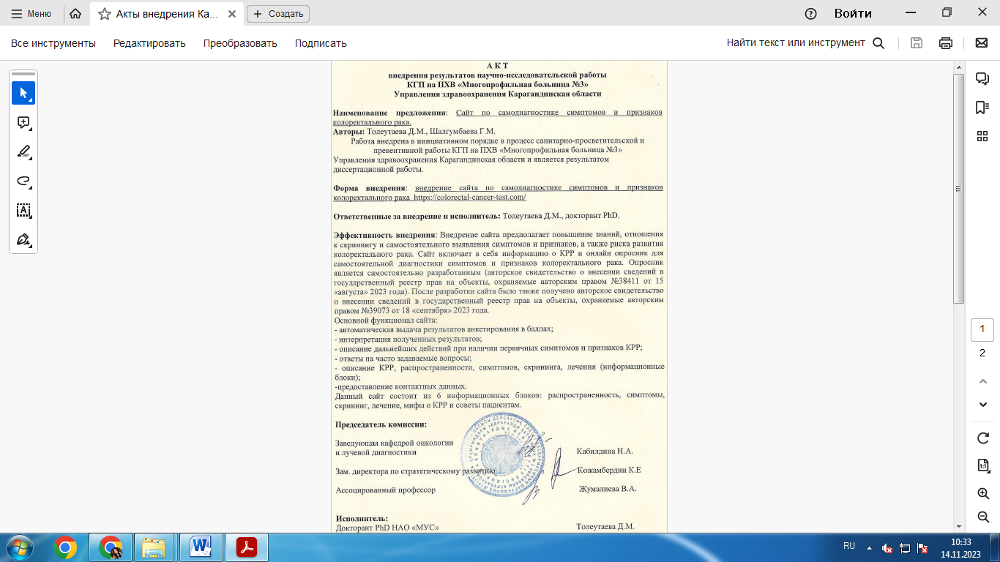 Меню
Акты внедрения Ка...
Создать
Войти
Все инструменты
Редактировать
Преобразовать
Подписать
Найти текст или инструмент
А К Т
внедрения результатов научно-исследовательской работы
КГП на ПХВ «Многопрофильная больница №3»
Управления здравоохранения Карагандинская области
Наименование предложения: Сайт по самодиагностике симптомов и признаков
колоректального рака.
Авторы: Толеутаева Д.М., Шалгумбаева Г.М.
Работа внедрена в инициативном порядке в процесс санитарно-просветительской и
превентивной работы КГП на ПХВ «Многопрофильная больница №3»
Управления здравоохранения Карагандинская области и является результатом
диссертационной работы.
Форма внедрения: внедрение сайта по самодиагностике симптомов и признаков
колоректального рака https://colorectal-cancer-test.com/
Ответственные за внедрение и исполнитель: Толеутаева Д.М., докторант PhD.
Эффективность внедрения: Внедрение сайта предполагает повышение знаний, отношения
к скринингу и самостоятельного выявления симптомов и признаков, а также риска развития
колоректального рака. Сайт включает в себя информацию о КРР и онлайн опросник для
самостоятельной диагностики симптомов и признаков колоректального рака. Опросник
является самостоятельно разработанным (авторское свидетельство о внесении сведений в
государственный реестр прав на объекты, охраняемые авторским правом №38411 от 15
«августа» 2023 года). После разработки сайта было также получено авторское свидетельство
о внесении сведений в государственный реестр прав на объекты, охраняемые авторским
правом №39073 от 18 «сентября» 2023 года.
Основной функционал сайта:
- автоматическая выдача результатов анкетирования в баллах;
- интерпретация полученных результатов;
- описание дальнейших действий при наличии первичных симптомов и признаков КРР;
- ответы на часто задаваемые вопросы;
- описание КРР, распространенности, симптомов, скрининга, лечения (информационные
блоки);
-предоставление контактных данных.
Данный сайт состоит из 6 информационных блоков: распространенность, симптомы,
скрининг, лечение, мифы о КРР и советы пациентам.
Председатель комиссии:
Заведующая кафедрой онкологии
и лучевой диагностики Кабилдина Н.А.
Зам. директора по стратегическому развитию Кожамбердин К.Е
Ассоциированный профессор Жумалиева В.А.
Исполнитель:
Докторант PhD НАО «МУС» Толеутаева Д.М.
1
2
RU
10:33
14.11.2023